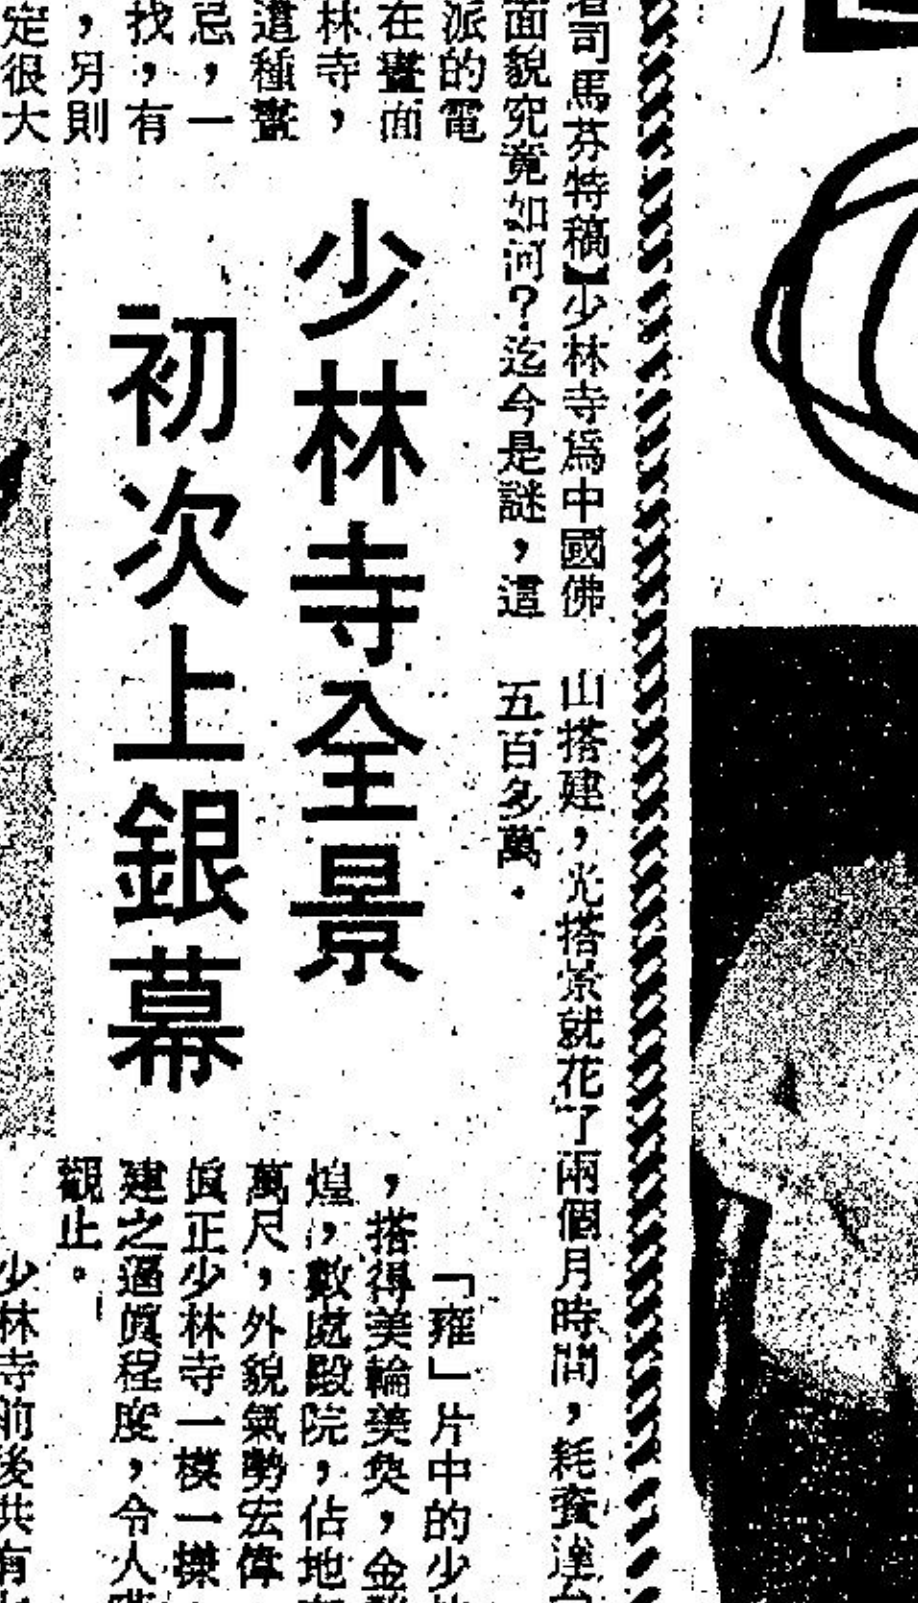 少林寺全景
初次上銀幕
司馬芬特稿】少林寺為中國佛
面貌究竟如何？迄今是謎，這
派的電
在畫面
林寺，
這種畫
忌，一
找，有
，另則
定很大
山搭建，光搭景就花了兩個月時間，耗資達
五百多萬．
「雍」片中的少
，搭得美輪美奐，金
煌，數處殿院，佔地
萬尺，外貌氣勢宏偉
眞正少林寺一模一樣
建之逼眞程度，令人
觀止。
少林寺前後共有